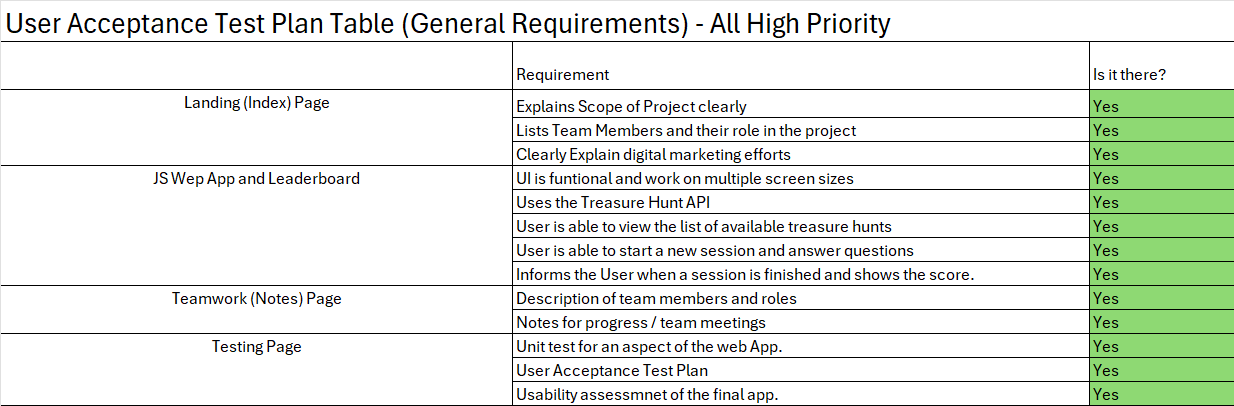 User Acceptance Test Plan Table (General Requirements) - All High Priority
Requirement Is it there?
Landing (Index) Page Explains Scope of Project clearly Yes
Lists Team Members and their role in the project Yes
Clearly Explain digital marketing efforts Yes
JS Wep App and Leaderboard UI is funtional and work on multiple screen sizes Yes
Uses the Treasure Hunt API Yes
User is able to view the list of available treasure hunts Yes
User is able to start a new session and answer questions Yes
Informs the User when a session is finished and shows the score. Yes
Teamwork (Notes) Page Description of team members and roles Yes
Notes for progress / team meetings Yes
Testing Page Unit test for an aspect of the web App. Yes
User Acceptance Test Plan Yes
Usability assessmnet of the final app. Yes